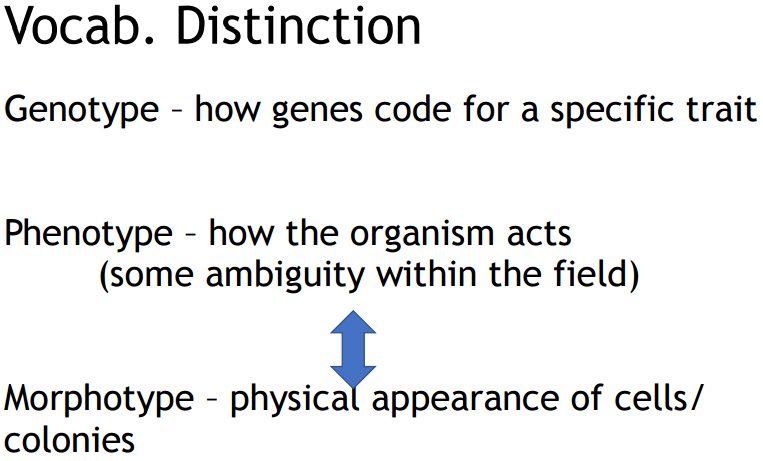 Vocab. Distinction
Genotype – how genes code for a specific trait
Phenotype – how the organism acts
(some ambiguity within the field)
Morphotype – physical appearance of cells/
colonies